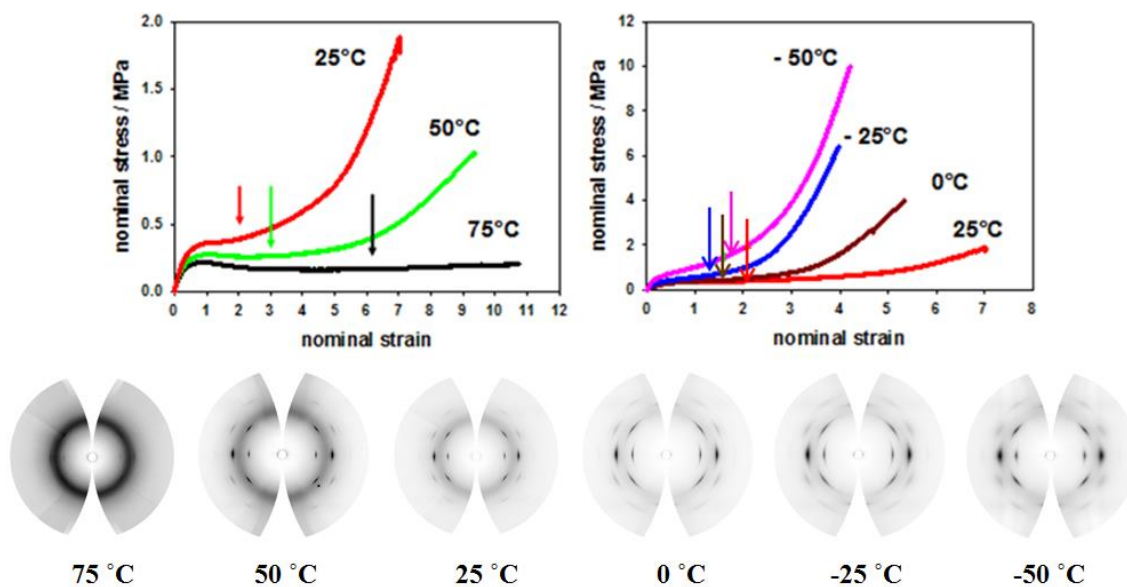 2.0
1.5
1.0
0.5
0.0
nominal stress / MPa
25°C
50°C
75°C
0 1 2 3 4 5 6 7 8 9 10 11 12
nominal strain
12
10
8
6
4
2
0
nominal stress / MPa
- 50°C
- 25°C
0°C
25°C
0 1 2 3 4 5 6 7 8
nominal strain
75 ˚C 50 ˚C 25 ˚C 0 ˚C -25 ˚C -50 ˚C